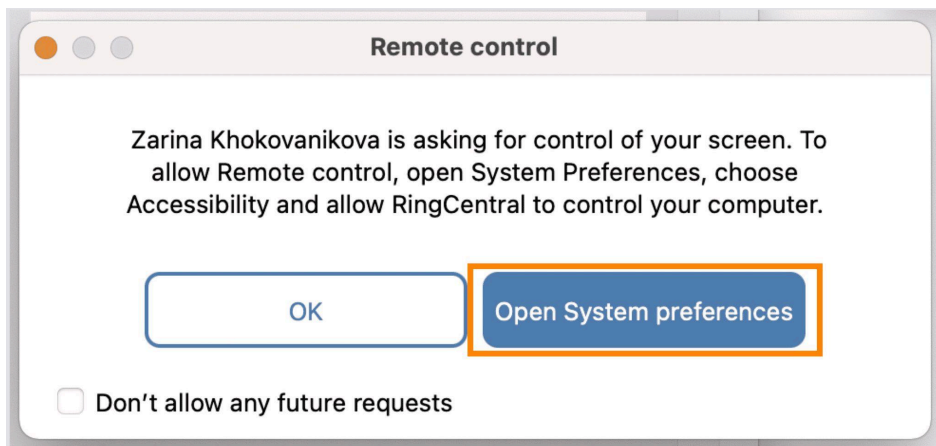 Remote control
Zarina Khokovanikova is asking for control of your screen. To
allow Remote control, open System Preferences, choose
Accessibility and allow RingCentral to control your computer.
OK
Open System preferences
Don't allow any future requests